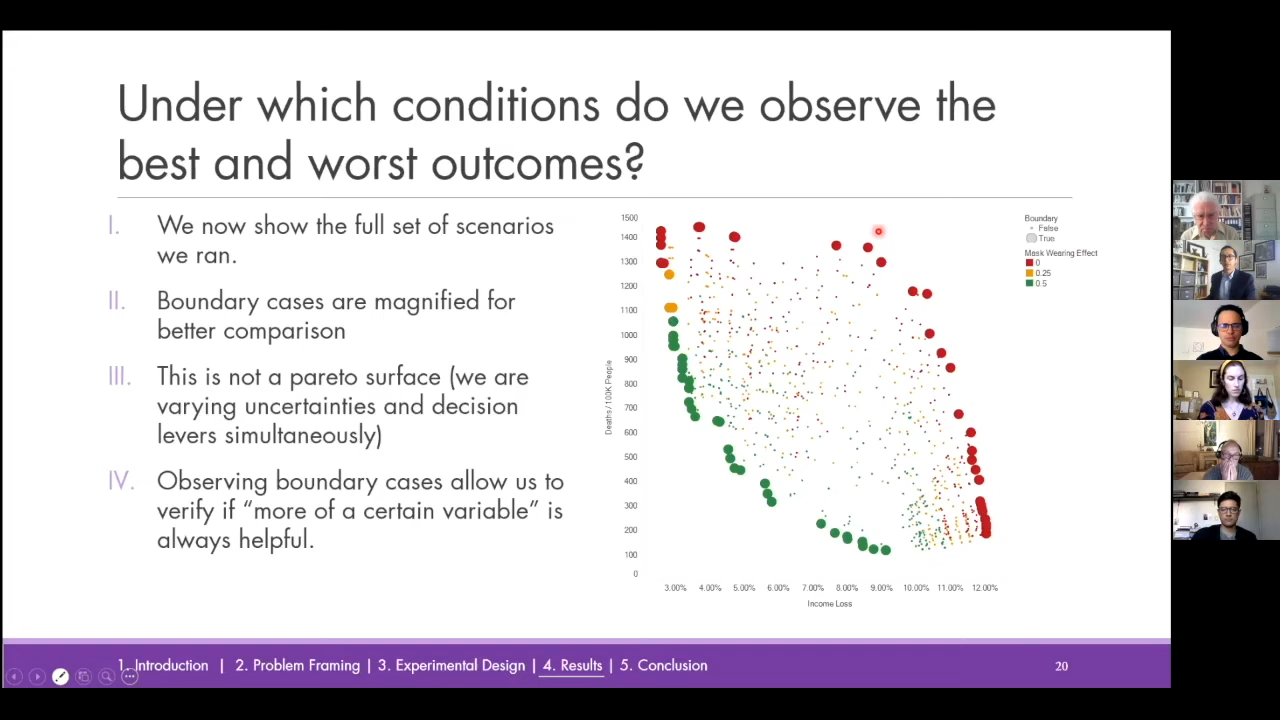 Under which conditions do we observe the
best and worst outcomes?
I. We now show the full set of scenarios
we ran.
II. Boundary cases are magnified for
better comparison
III. This is not a pareto surface (we are
varying uncertainties and decision
levers simultaneously)
IV. Observing boundary cases allow us to
verify if “more of a certain variable” is
always helpful.
1500
1400
1300
1200
1100
1000
900
800
700
600
500
400
300
200
100
0
Deaths / 100K People
3.00% 4.00% 5.00% 6.00% 7.00% 8.00% 9.00% 10.00% 11.00% 12.00%
Income Loss
Boundary
False
True
Mask Wearing Effect
0
0.25
0.5
1. Introduction | 2. Problem Framing | 3. Experimental Design | 4. Results | 5. Conclusion
20